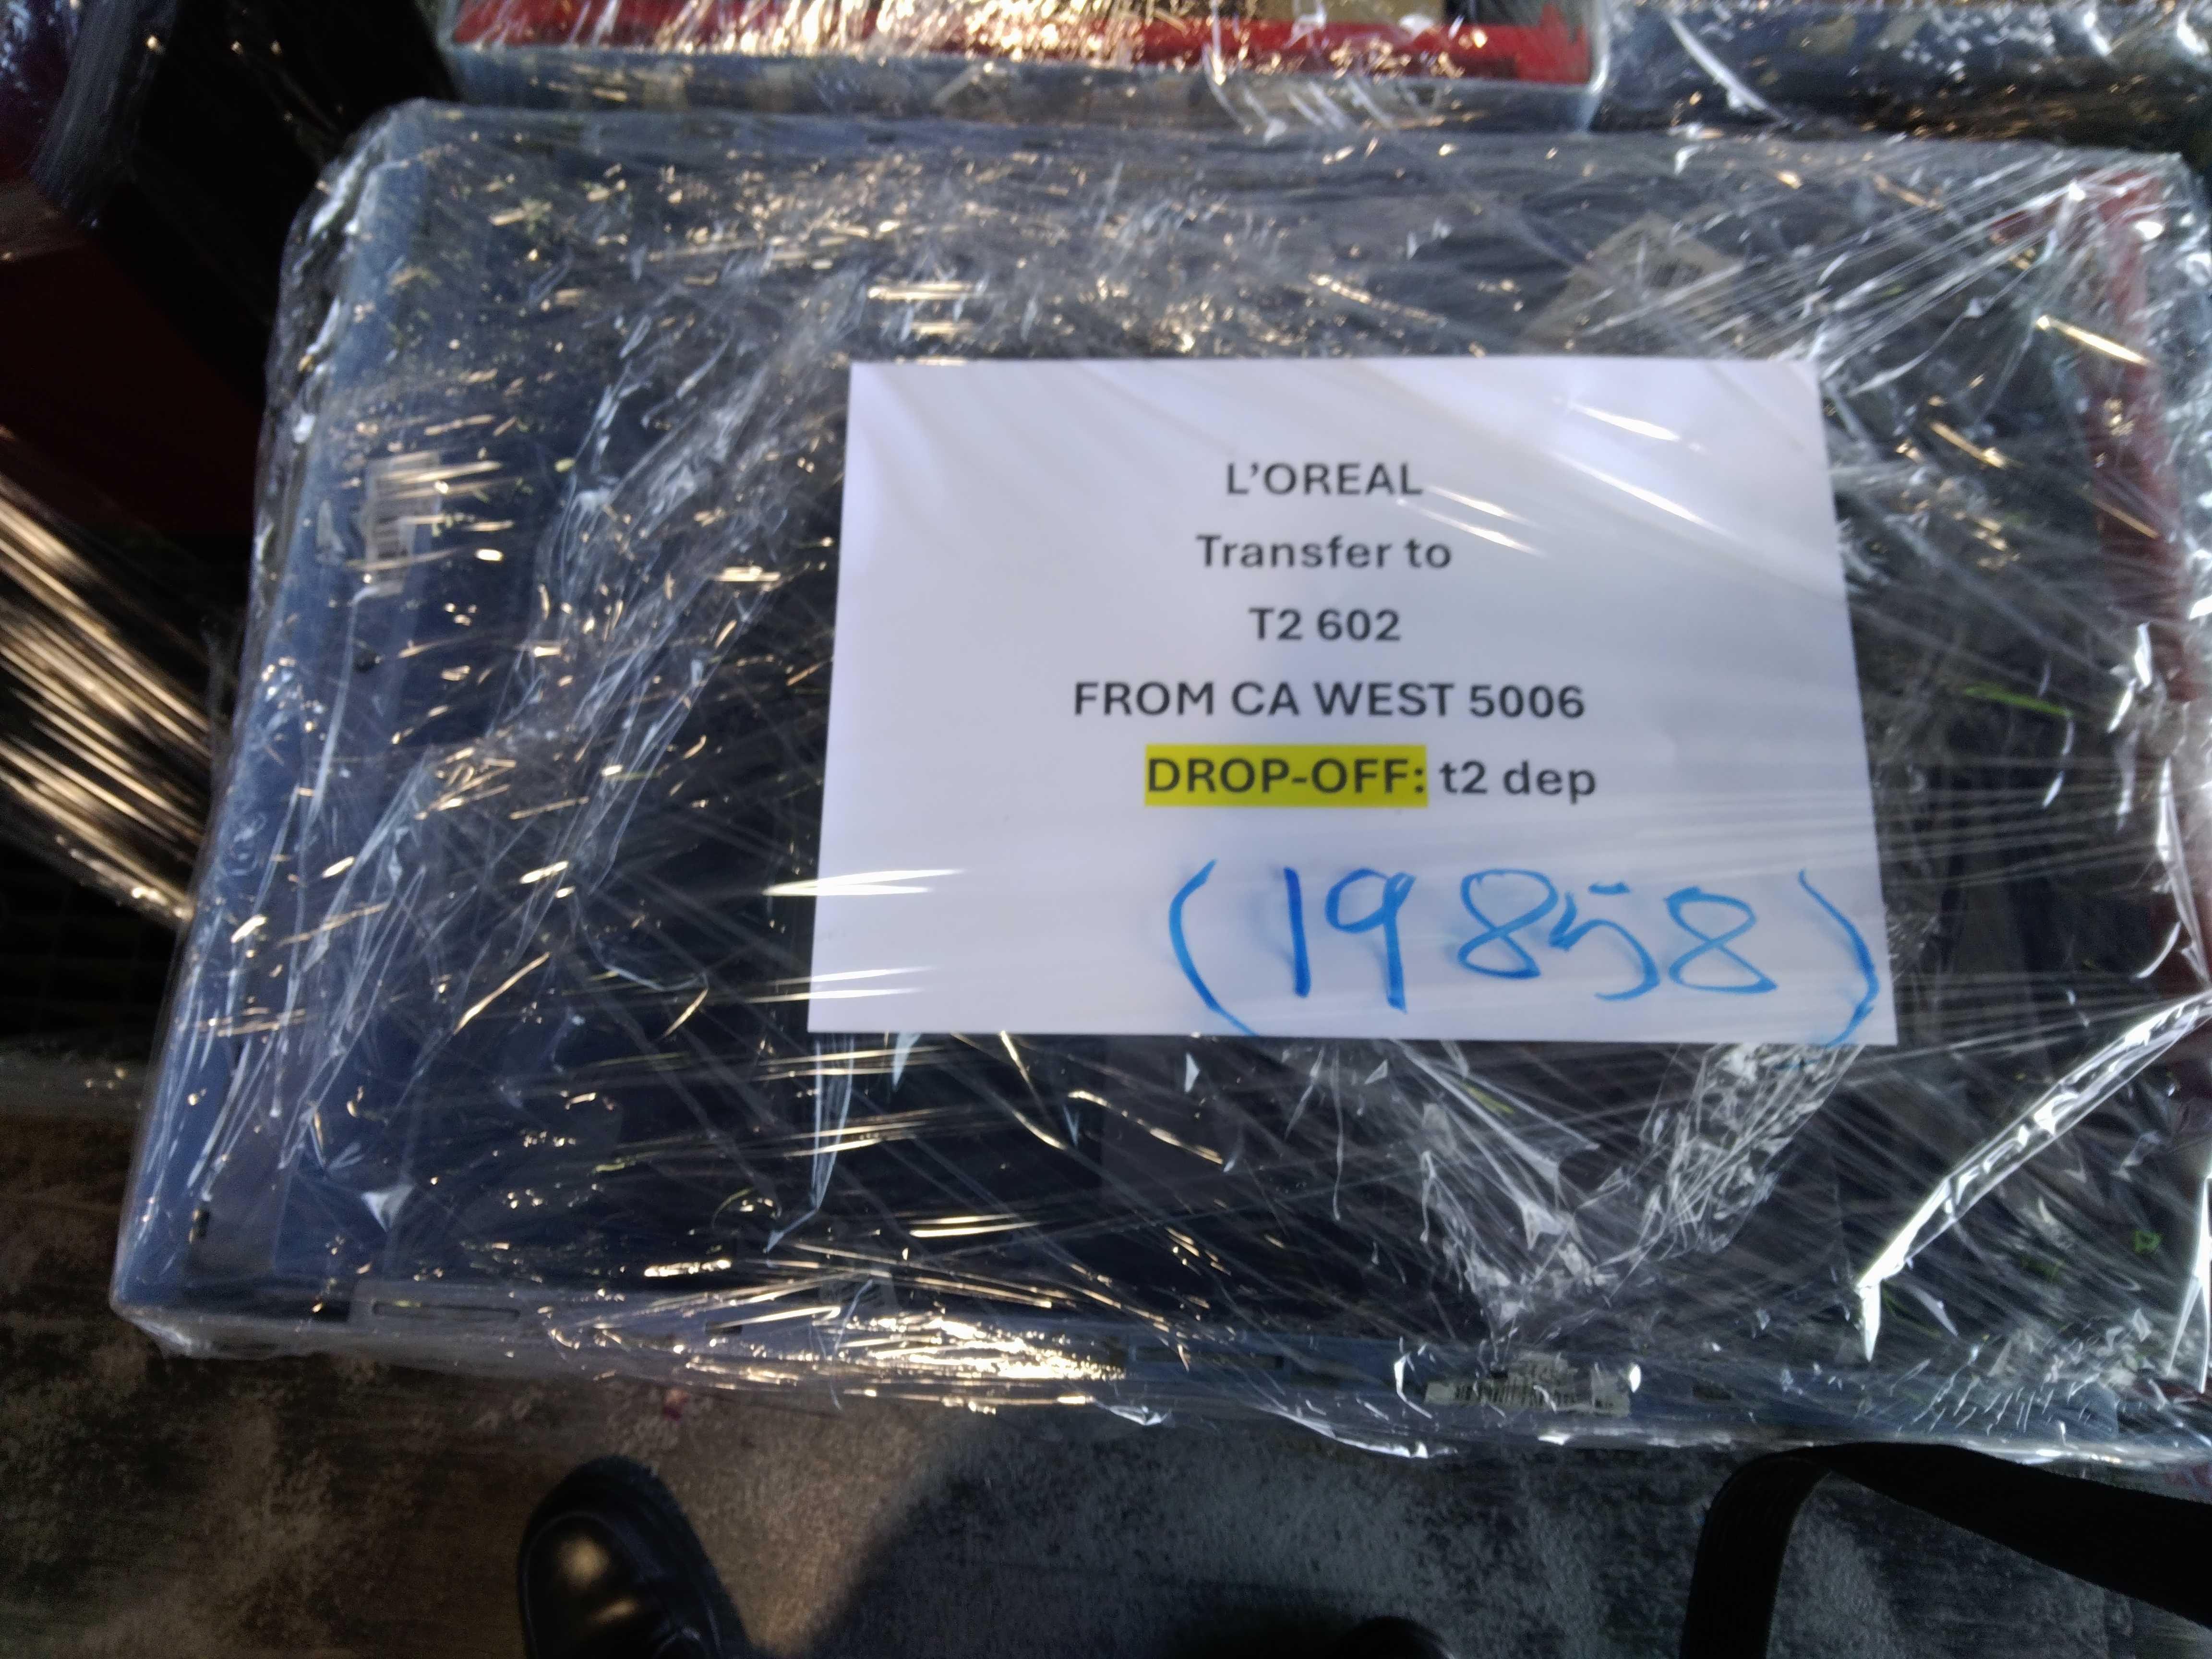 L'OREAL
Transfer to
T2 602
FROM CA WEST 5006
DROP-OFF: t2 dep
(19858)